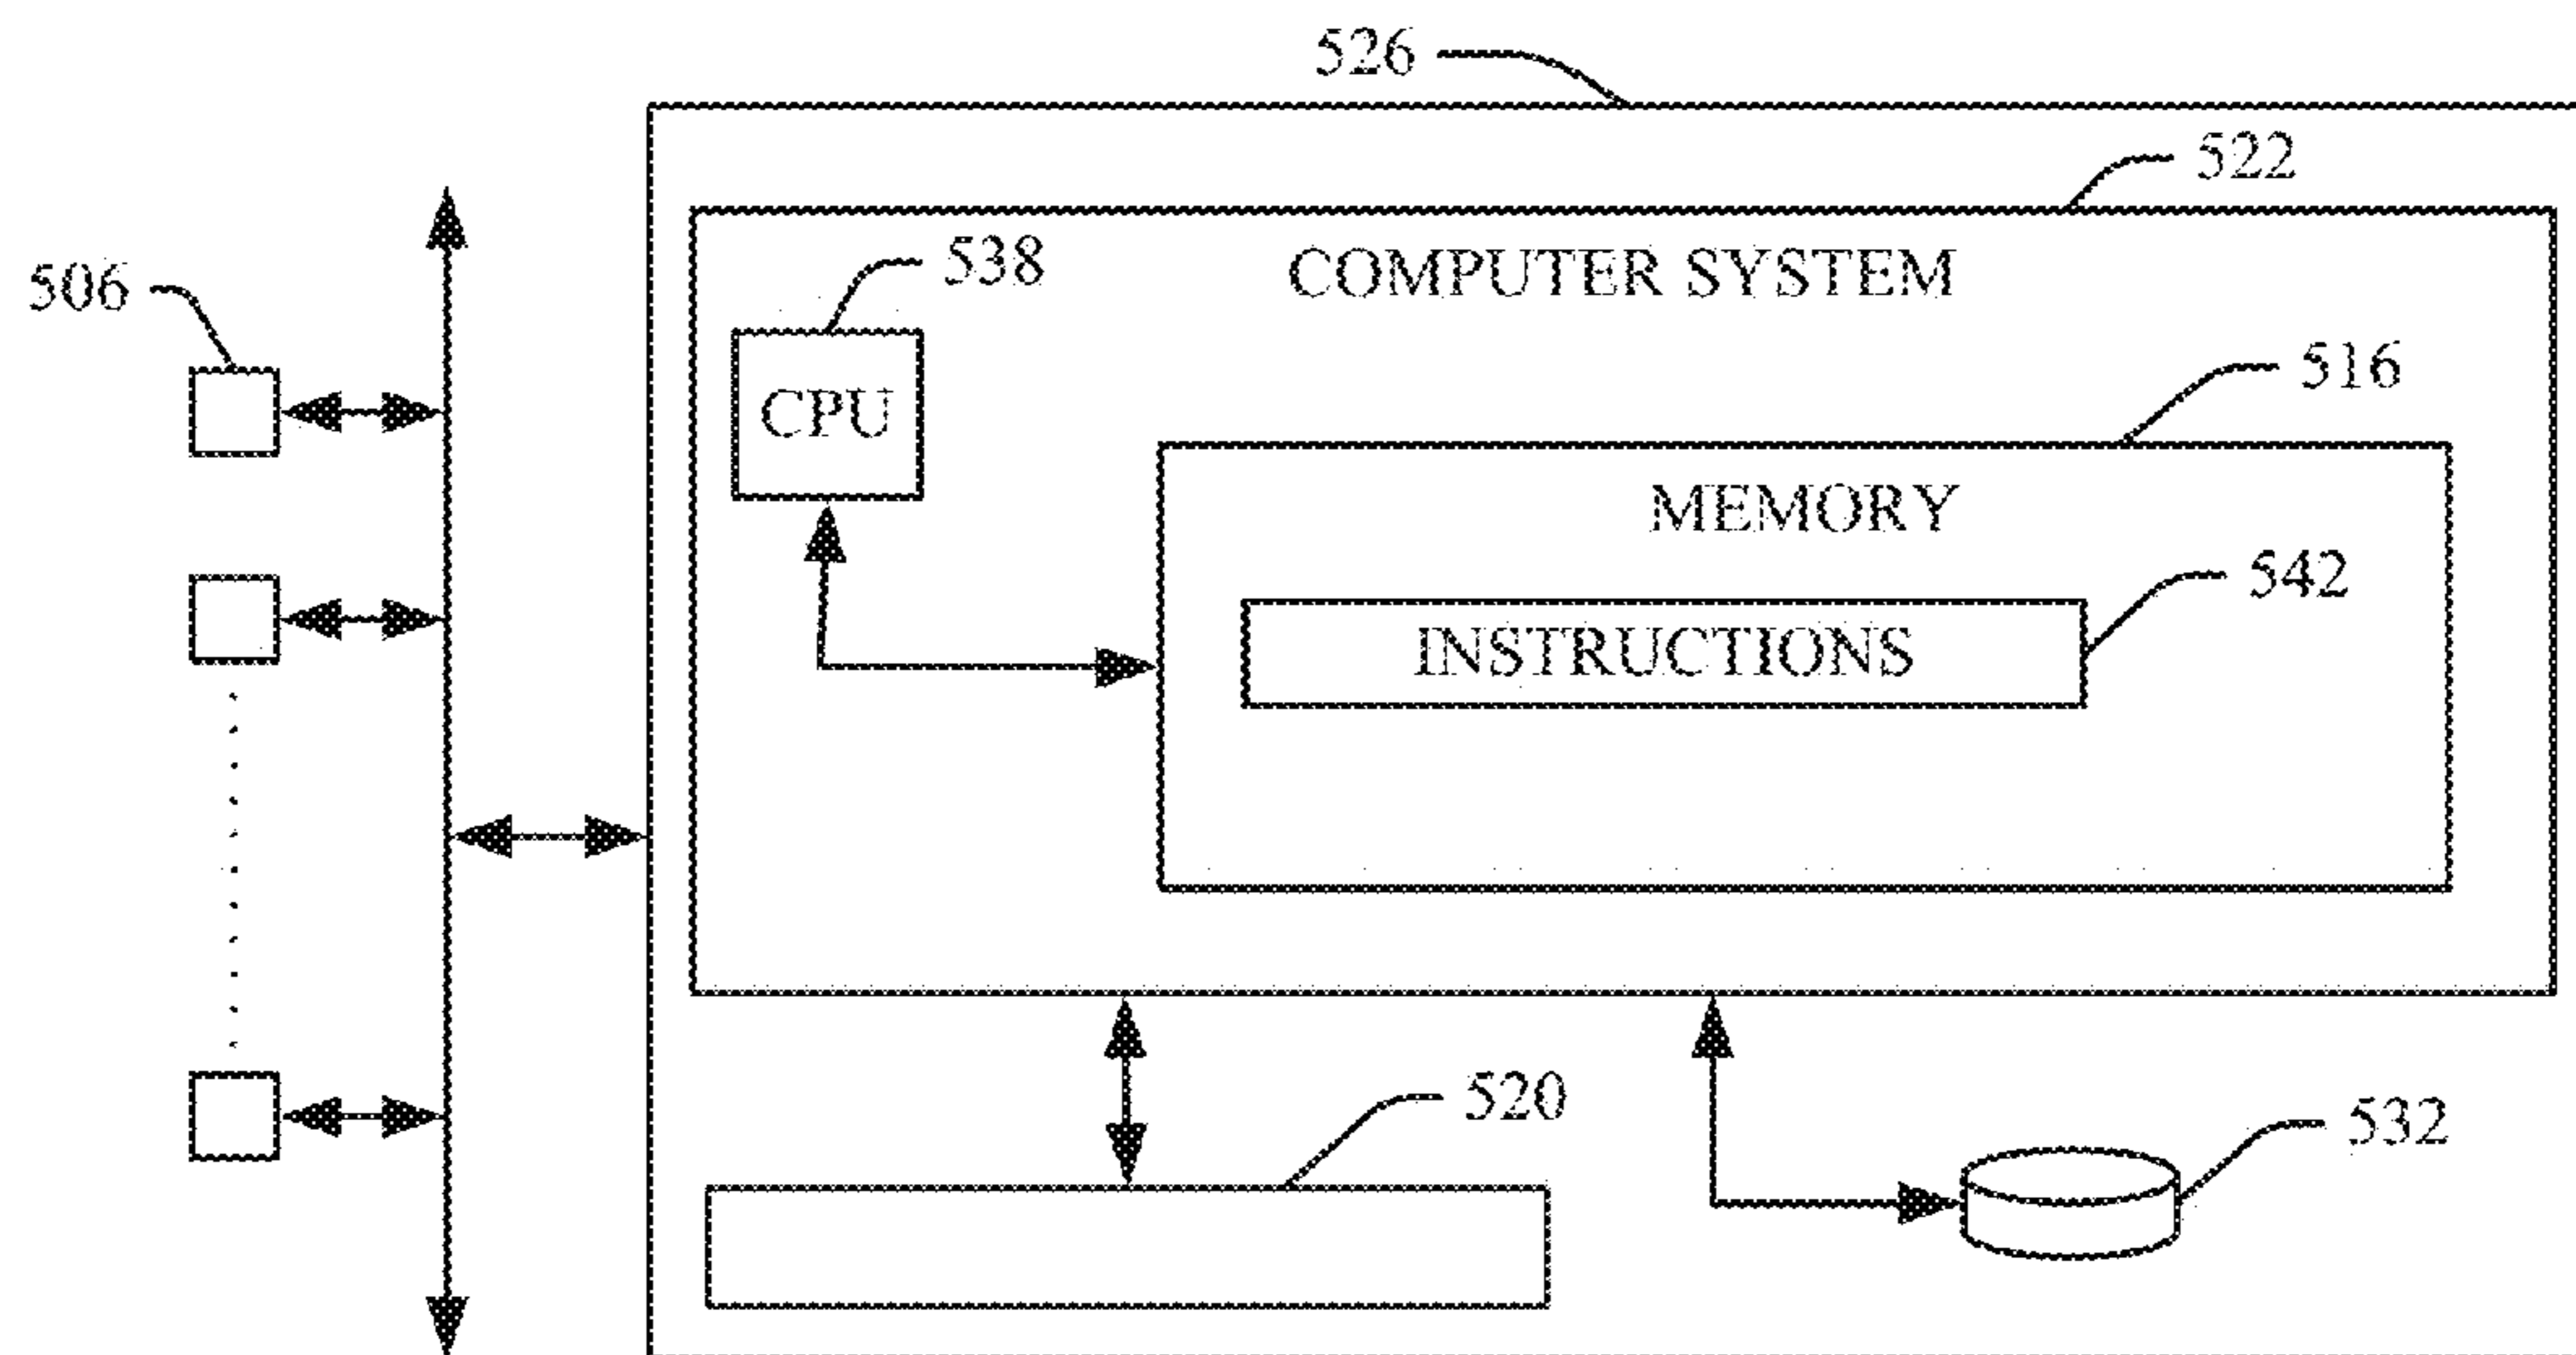 526
522
538
COMPUTER SYSTEM
506
516
CPU
MEMORY
542
INSTRUCTIONS
520
532